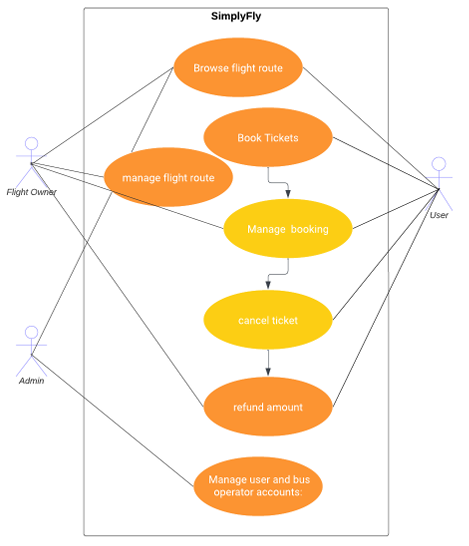 SimplyFly
Browse flight route
Book Tickets
manage flight route
Flight Owner
User
Manage booking
cancel ticket
Admin
refund amount
Manage user and bus
operator accounts: